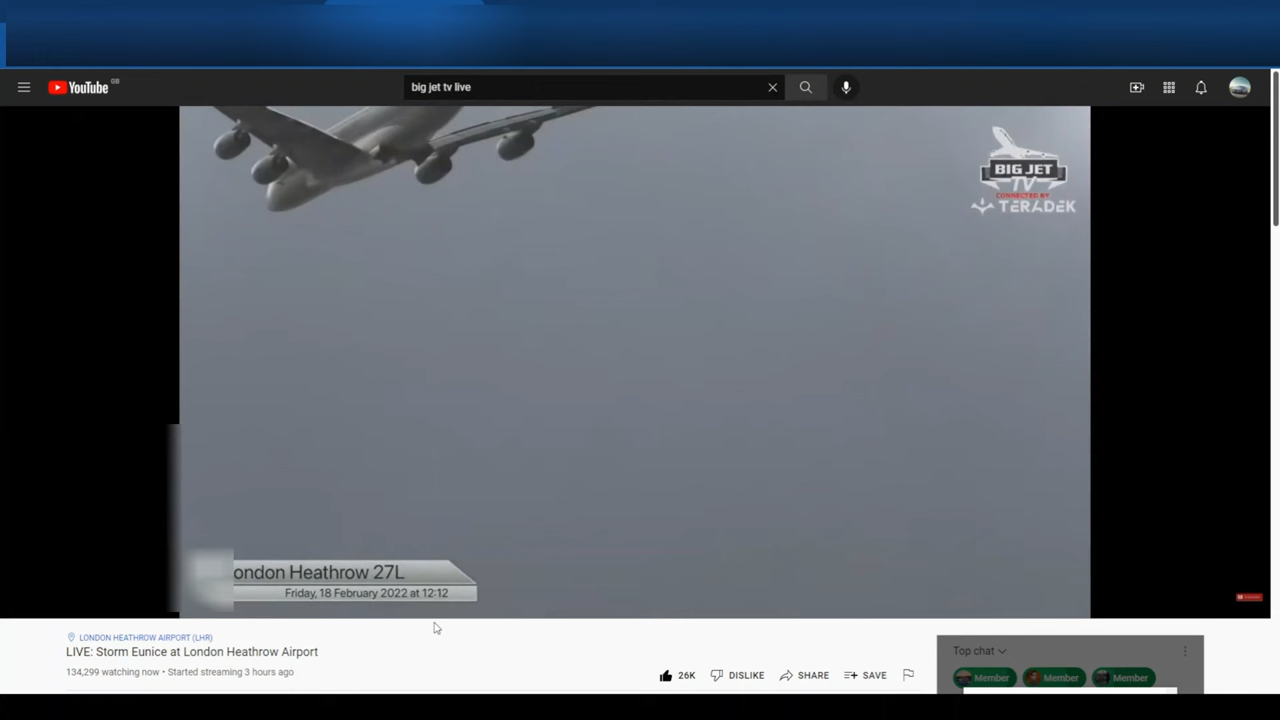 YouTube GB
big jet tv live
BIG JET
TV
CONNECTED BY
TERADEK
ondon Heathrow 27L
Friday, 18 February 2022 at 12:12
LONDON HEATHROW AIRPORT (LHR)
LIVE: Storm Eunice at London Heathrow Airport
134,299 watching now • Started streaming 3 hours ago
26K DISLIKE SHARE SAVE
Top chat
Member Member Member